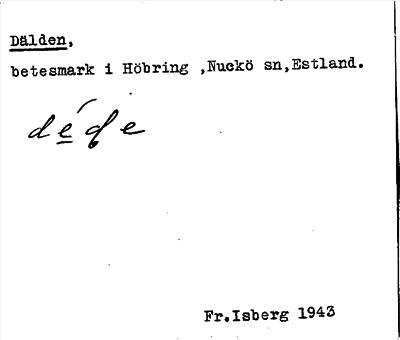 Dälden,
betesmark i Höbring ,Nuckö sn,Estland.
Fr.Isberg 1943